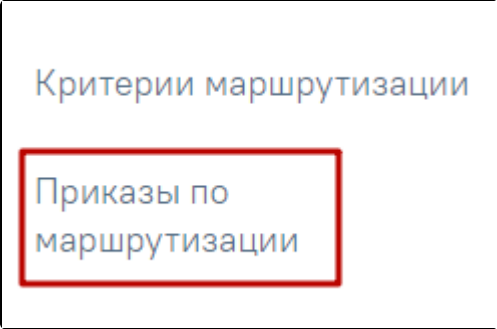 Критерии маршрутизации
Приказы по
маршрутизации